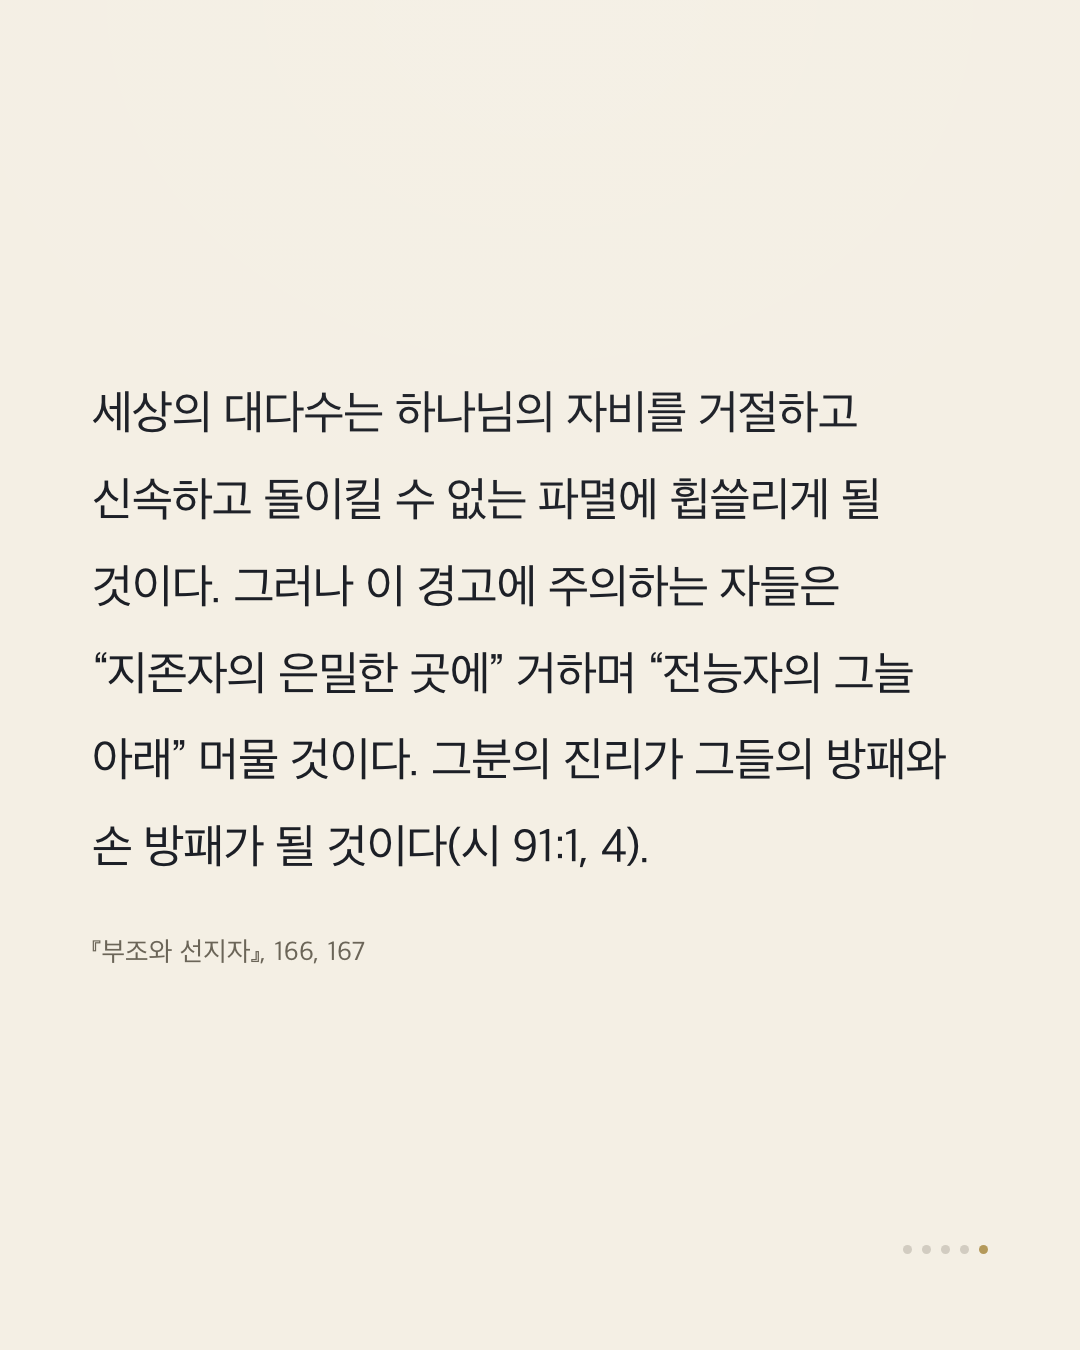 세상의 대다수는 하나님의 자비를 거절하고
신속하고 돌이킬 수 없는 파멸에 휩쓸리게 될
것이다. 그러나 이 경고에 주의하는 자들은
“지존자의 은밀한 곳에” 거하며 “전능자의 그늘
아래” 머물 것이다. 그분의 진리가 그들의 방패와
손 방패가 될 것이다(시 91:1, 4).
『부조와 선지자』, 166, 167